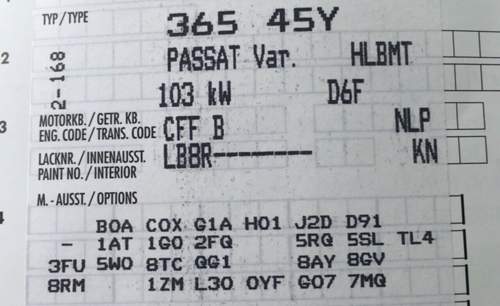 TYP / TYPE 365 45Y
2 PASSAT Var. HLBMT
2-168
103 kW D6F
3 MOTORKB. / GETR. KB.
ENG. CODE / TRANS. CODE CFF B NLP
LACKNR. / INNENAUSST.
PAINT NO. / INTERIOR LB8R--------- KN
M. - AUSST. / OPTIONS
4
B0A C0X G1A H01 J2D D91
- 1AT 1G0 2FQ 5RQ 5SL TL4
3FU 5W0 8TC QG1 8AY 8GV
8RM 1ZM L30 0YF G07 7MQ